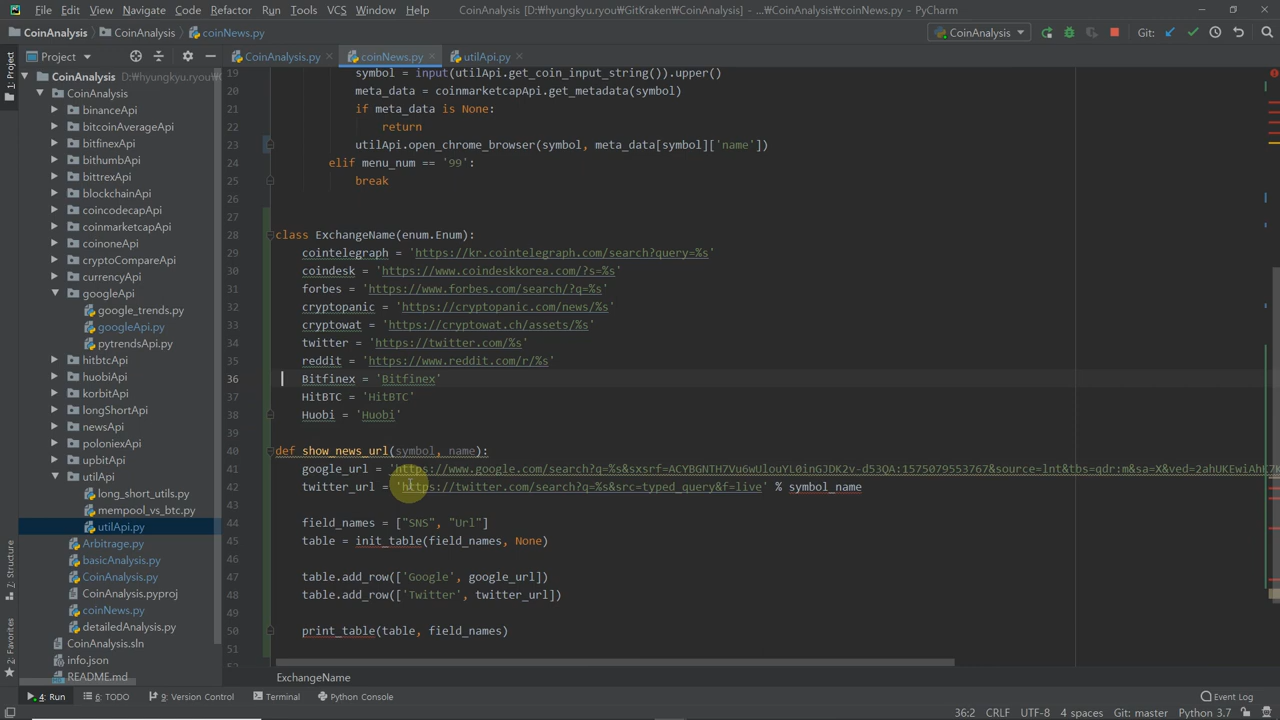 File Edit View Navigate Code Refactor Run Tools VCS Window Help CoinAnalysis [D:₩hyungkyu.ryou₩GitKraken₩CoinAnalysis] - ...₩CoinAnalysis₩coinNews.py - PyCharm
CoinAnalysis CoinAnalysis coinNews.py CoinAnalysis Git:
Project CoinAnalysis.py coinNews.py utilApi.py
1: Project
7: Structure
2: Favorites
CoinAnalysis D:₩hyungkyu.ryou
CoinAnalysis
binanceApi
bitcoinAverageApi
bitfinexApi
bithumbApi
bittrexApi
blockchainApi
coincodecapApi
coinmarketcapApi
coinoneApi
cryptoCompareApi
currencyApi
googleApi
google_trends.py
googleApi.py
pytrendsApi.py
hitbtcApi
huobiApi
korbitApi
longShortApi
newsApi
poloniexApi
upbitApi
utilApi
long_short_utils.py
mempool_vs_btc.py
utilApi.py
Arbitrage.py
basicAnalysis.py
CoinAnalysis.py
CoinAnalysis.pyproj
coinNews.py
detailedAnalysis.py
CoinAnalysis.sln
info.json
README.md
19 symbol = input(utilApi.get_coin_input_string()).upper()
20 meta_data = coinmarketcapApi.get_metadata(symbol)
21 if meta_data is None:
22 return
23 utilApi.open_chrome_browser(symbol, meta_data[symbol]['name'])
24 elif menu_num == '99':
25 break
26
27
28 class ExchangeName(enum.Enum):
29 cointelegraph = 'https://kr.cointelegraph.com/search?query=%s'
30 coindesk = 'https://www.coindeskkorea.com/?s=%s'
31 forbes = 'https://www.forbes.com/search/?q=%s'
32 cryptopanic = 'https://cryptopanic.com/news/%s'
33 cryptowat = 'https://cryptowat.ch/assets/%s'
34 twitter = 'https://twitter.com/%s'
35 reddit = 'https://www.reddit.com/r/%s'
36 Bitfinex = 'Bitfinex'
37 HitBTC = 'HitBTC'
38 Huobi = 'Huobi'
39
40 def show_news_url(symbol, name):
41 google_url = 'https://www.google.com/search?q=%s&sxsrf=ACYBGNTH7Vu6wUlouYL0inGJDK2v-d53QA:1575079553767&source=lnt&tbs=qdr:m&sa=X&ved=2ahUKEwiAhK7K
42 twitter_url = 'https://twitter.com/search?q=%s&src=typed_query&f=live' % symbol_name
43
44 field_names = ["SNS", "Url"]
45 table = init_table(field_names, None)
46
47 table.add_row(['Google', google_url])
48 table.add_row(['Twitter', twitter_url])
49
50 print_table(table, field_names)
51
52
ExchangeName
4: Run 6: TODO 9: Version Control Terminal Python Console Event Log
36:2 CRLF UTF-8 4 spaces Git: master Python 3.7